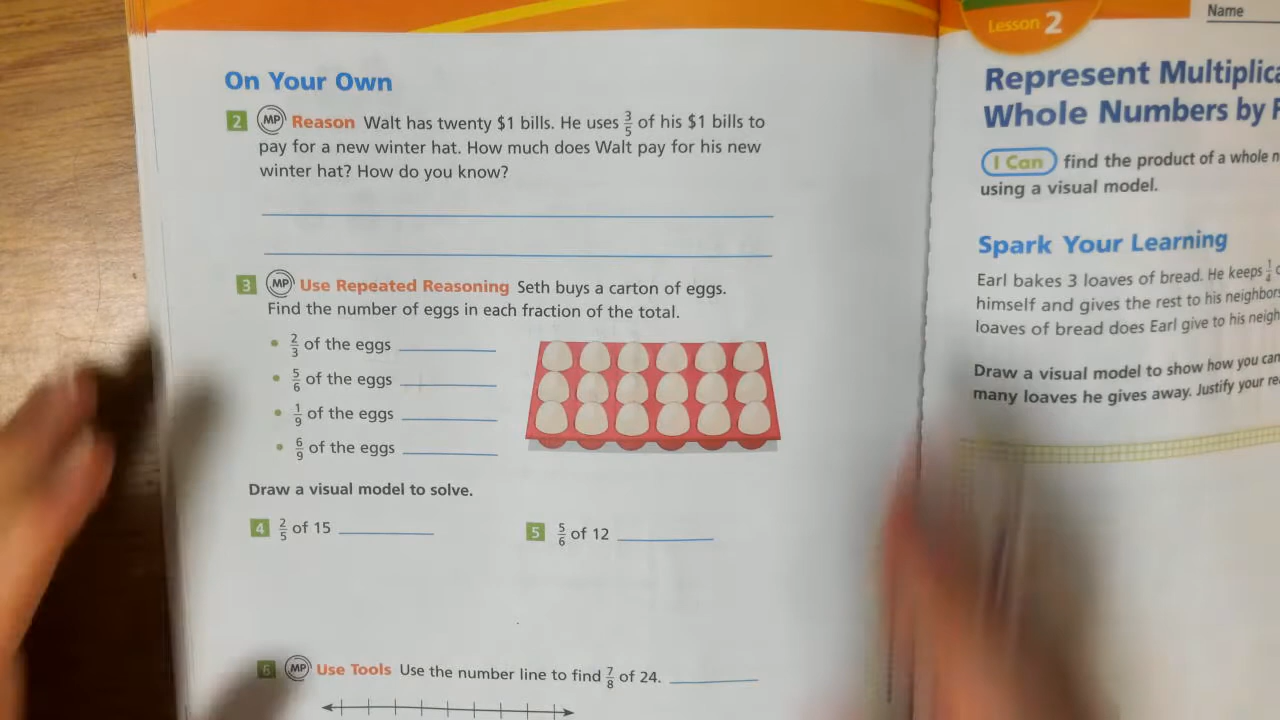 On Your Own
2 MP Reason Walt has twenty $1 bills. He uses 3/5 of his $1 bills to
pay for a new winter hat. How much does Walt pay for his new
winter hat? How do you know?
3 MP Use Repeated Reasoning Seth buys a carton of eggs.
Find the number of eggs in each fraction of the total.
• 2/3 of the eggs
• 5/6 of the eggs
• 1/9 of the eggs
• 6/9 of the eggs
Draw a visual model to solve.
4 2/5 of 15
5 5/6 of 12
6 MP Use Tools Use the number line to find 7/8 of 24.
Lesson 2
Name
Represent
Whole Numbers by
I Can find the product of a whole
using a visual model.
Spark Your Learning
Earl bakes 3 loaves of bread. He keeps 1/4
himself and gives the rest to his
loaves of bread does Earl give to his
Draw a visual model to show how you
many loaves he gives away. Justify your